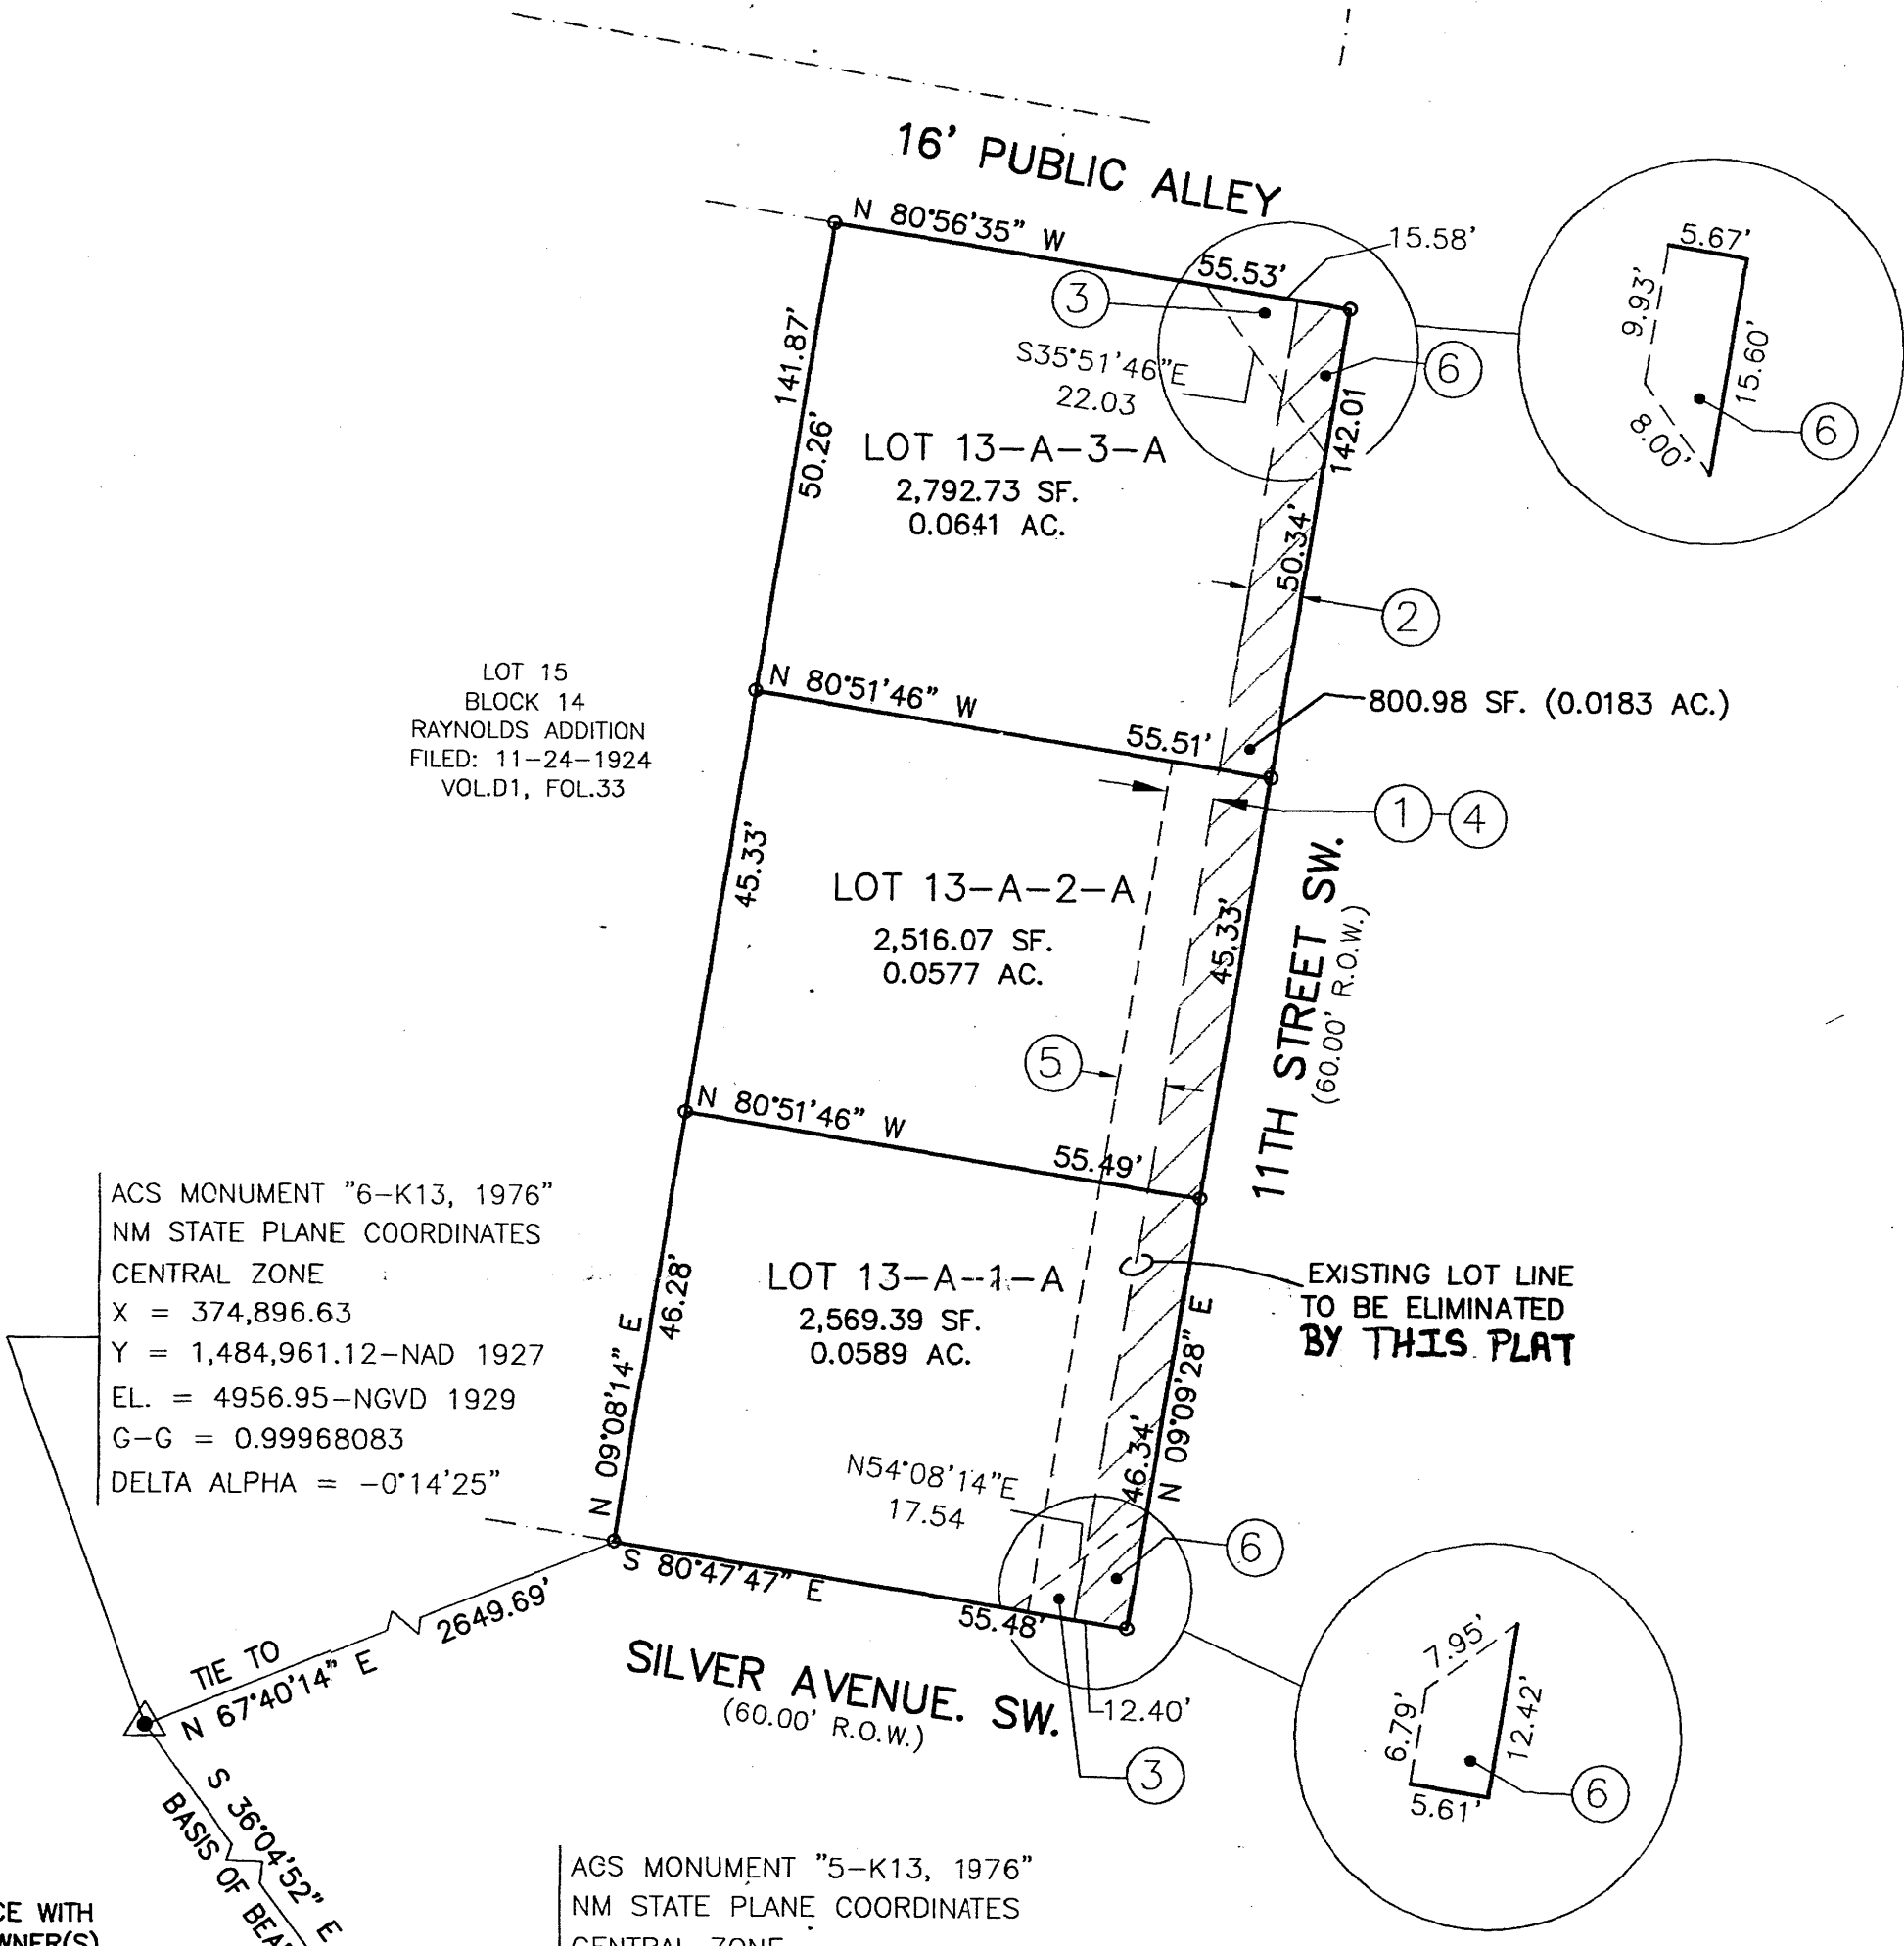 16' PUBLIC ALLEY
N 80°56'35" W
55.53'
15.58'
3
S35°51'46"E
22.03
6
5.67'
9.93'
15.60'
8.00'
6
141.87'
50.26'
142.01
50.34'
LOT 13-A-3-A
2,792.73 SF.
0.0641 AC.
2
LOT 15
BLOCK 14
RAYNOLDS ADDITION
FILED: 11-24-1924
VOL.D1, FOL.33
N 80°51'46" W
55.51'
800.98 SF. (0.0183 AC.)
1
4
45.33'
LOT 13-A-2-A
2,516.07 SF.
0.0577 AC.
45.33'
11TH STREET SW.
(60.00' R.O.W.)
5
N 80°51'46" W
55.49'
ACS MONUMENT "6-K13, 1976"
NM STATE PLANE COORDINATES
CENTRAL ZONE
X = 374,896.63
Y = 1,484,961.12-NAD 1927
EL. = 4956.95-NGVD 1929
G-G = 0.99968083
DELTA ALPHA = -0°14'25"
N 09°08'14" E
46.28'
LOT 13-A-1-A
2,569.39 SF.
0.0589 AC.
EXISTING LOT LINE
TO BE ELIMINATED
BY THIS PLAT
46.34'
N 09°09'28" E
N54°08'14"E
17.54
6
S 80°47'47" E
55.48'
12.40'
3
SILVER AVENUE. SW.
(60.00' R.O.W.)
7.95'
6.79'
12.42'
5.61'
6
TIE TO
N 67°40'14" E
2649.69'
S 36°04'52" E
BASIS OF BEA
CE WITH
WNER(S)
ACS MONUMENT "5-K13, 1976"
NM STATE PLANE COORDINATES
CENTRAL ZONE